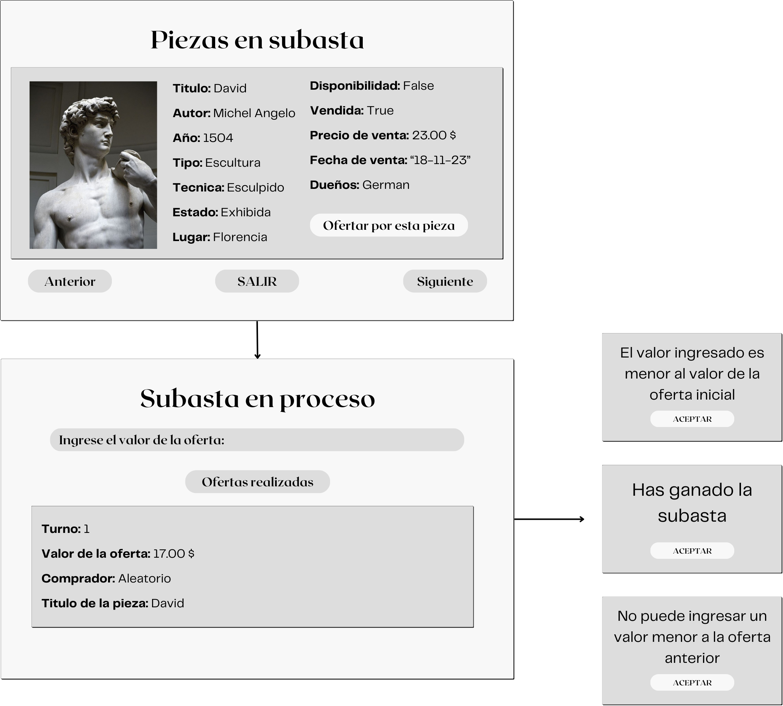 Piezas en subasta
Titulo: David
Autor: Michel Angelo
Año: 1504
Tipo: Escultura
Tecnica: Esculpido
Estado: Exhibida
Lugar: Florencia
Disponibilidad: False
Vendida: True
Precio de venta: 23.00 $
Fecha de venta: “18-11-23”
Dueños: German
Ofertar por esta pieza
Anterior
SALIR
Siguiente
Subasta en proceso
Ingrese el valor de la oferta:
Ofertas realizadas
Turno: 1
Valor de la oferta: 17.00 $
Comprador: Aleatorio
Titulo de la pieza: David
El valor ingresado es
menor al valor de la
oferta inicial
ACEPTAR
Has ganado la
subasta
ACEPTAR
No puede ingresar un
valor menor a la oferta
anterior
ACEPTAR